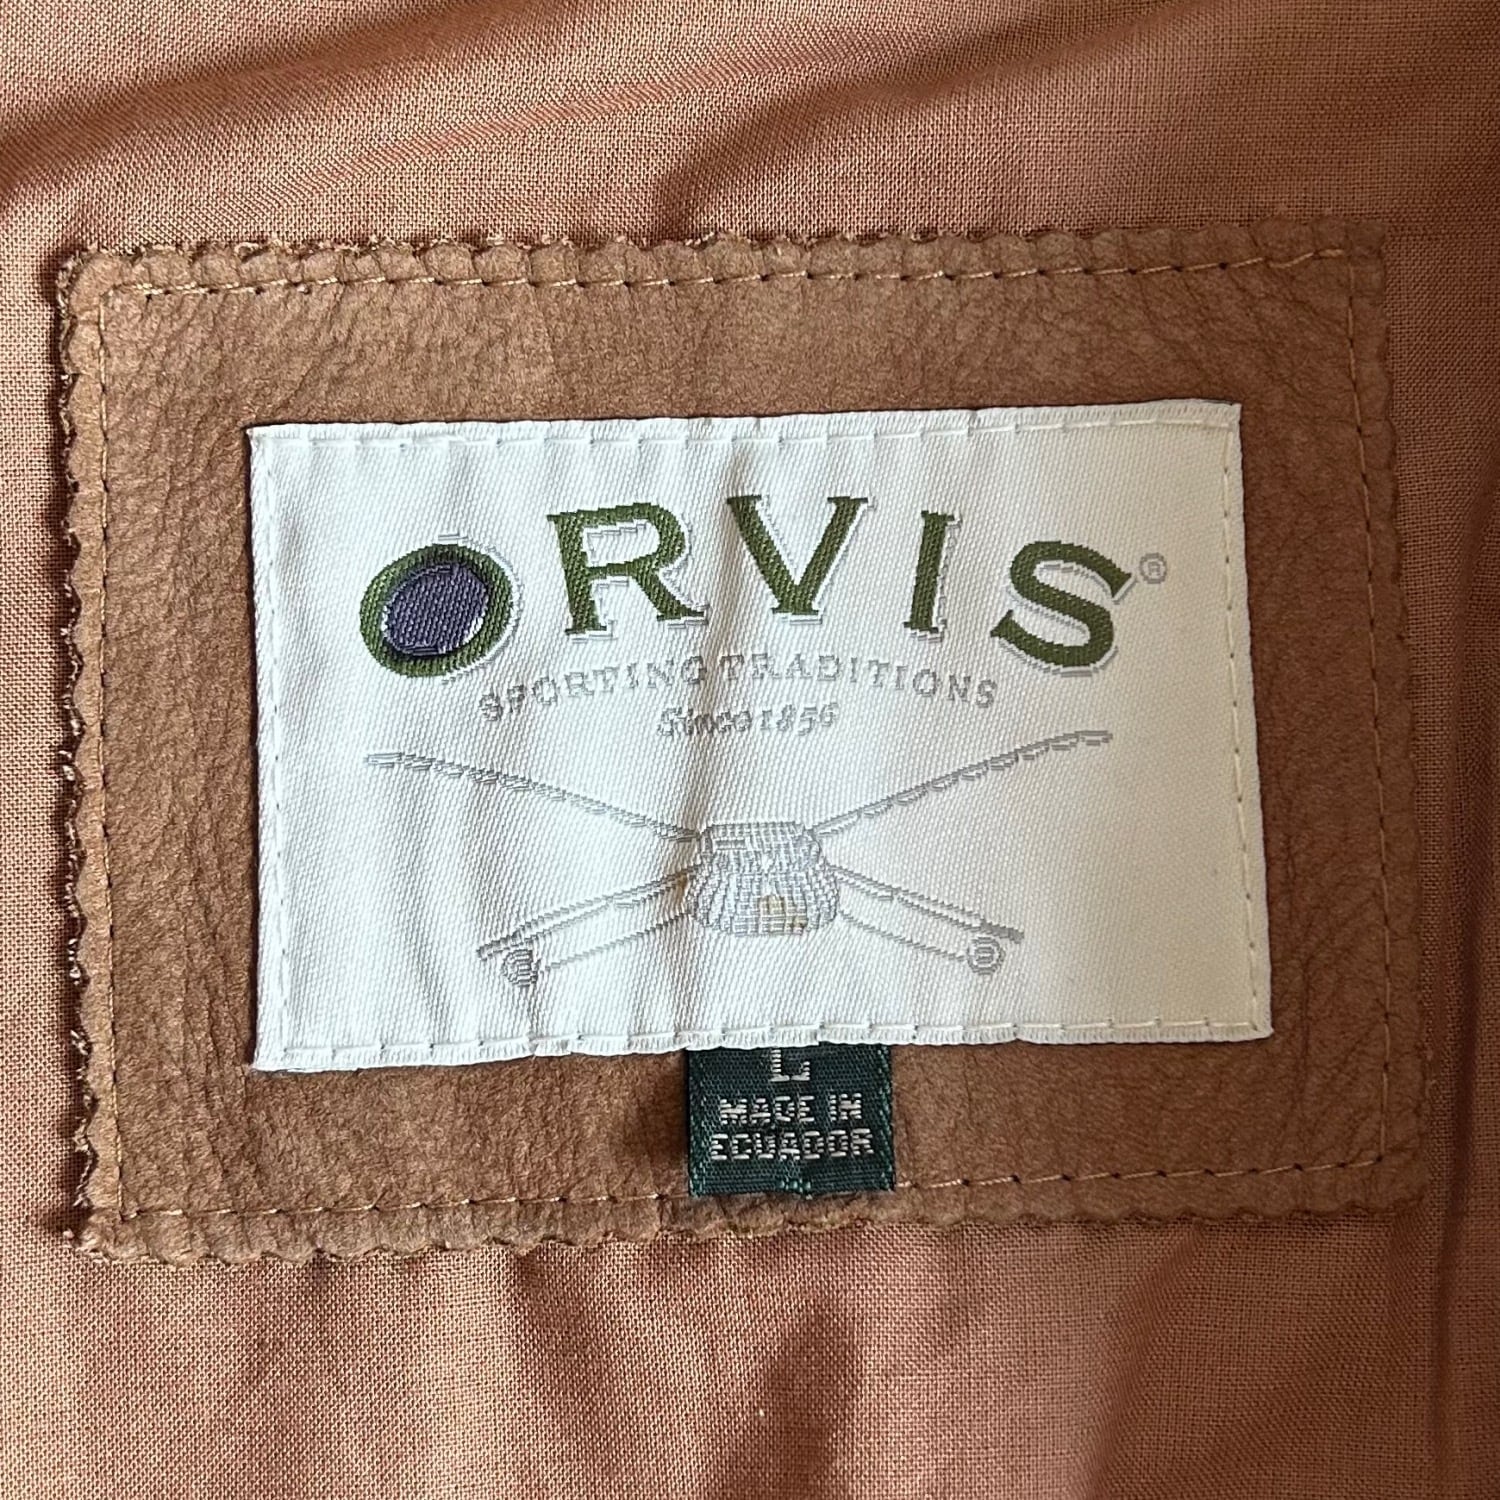 ORVIS®
SPORTING TRADITIONS
Since 1856
L
MADE IN
ECUADOR